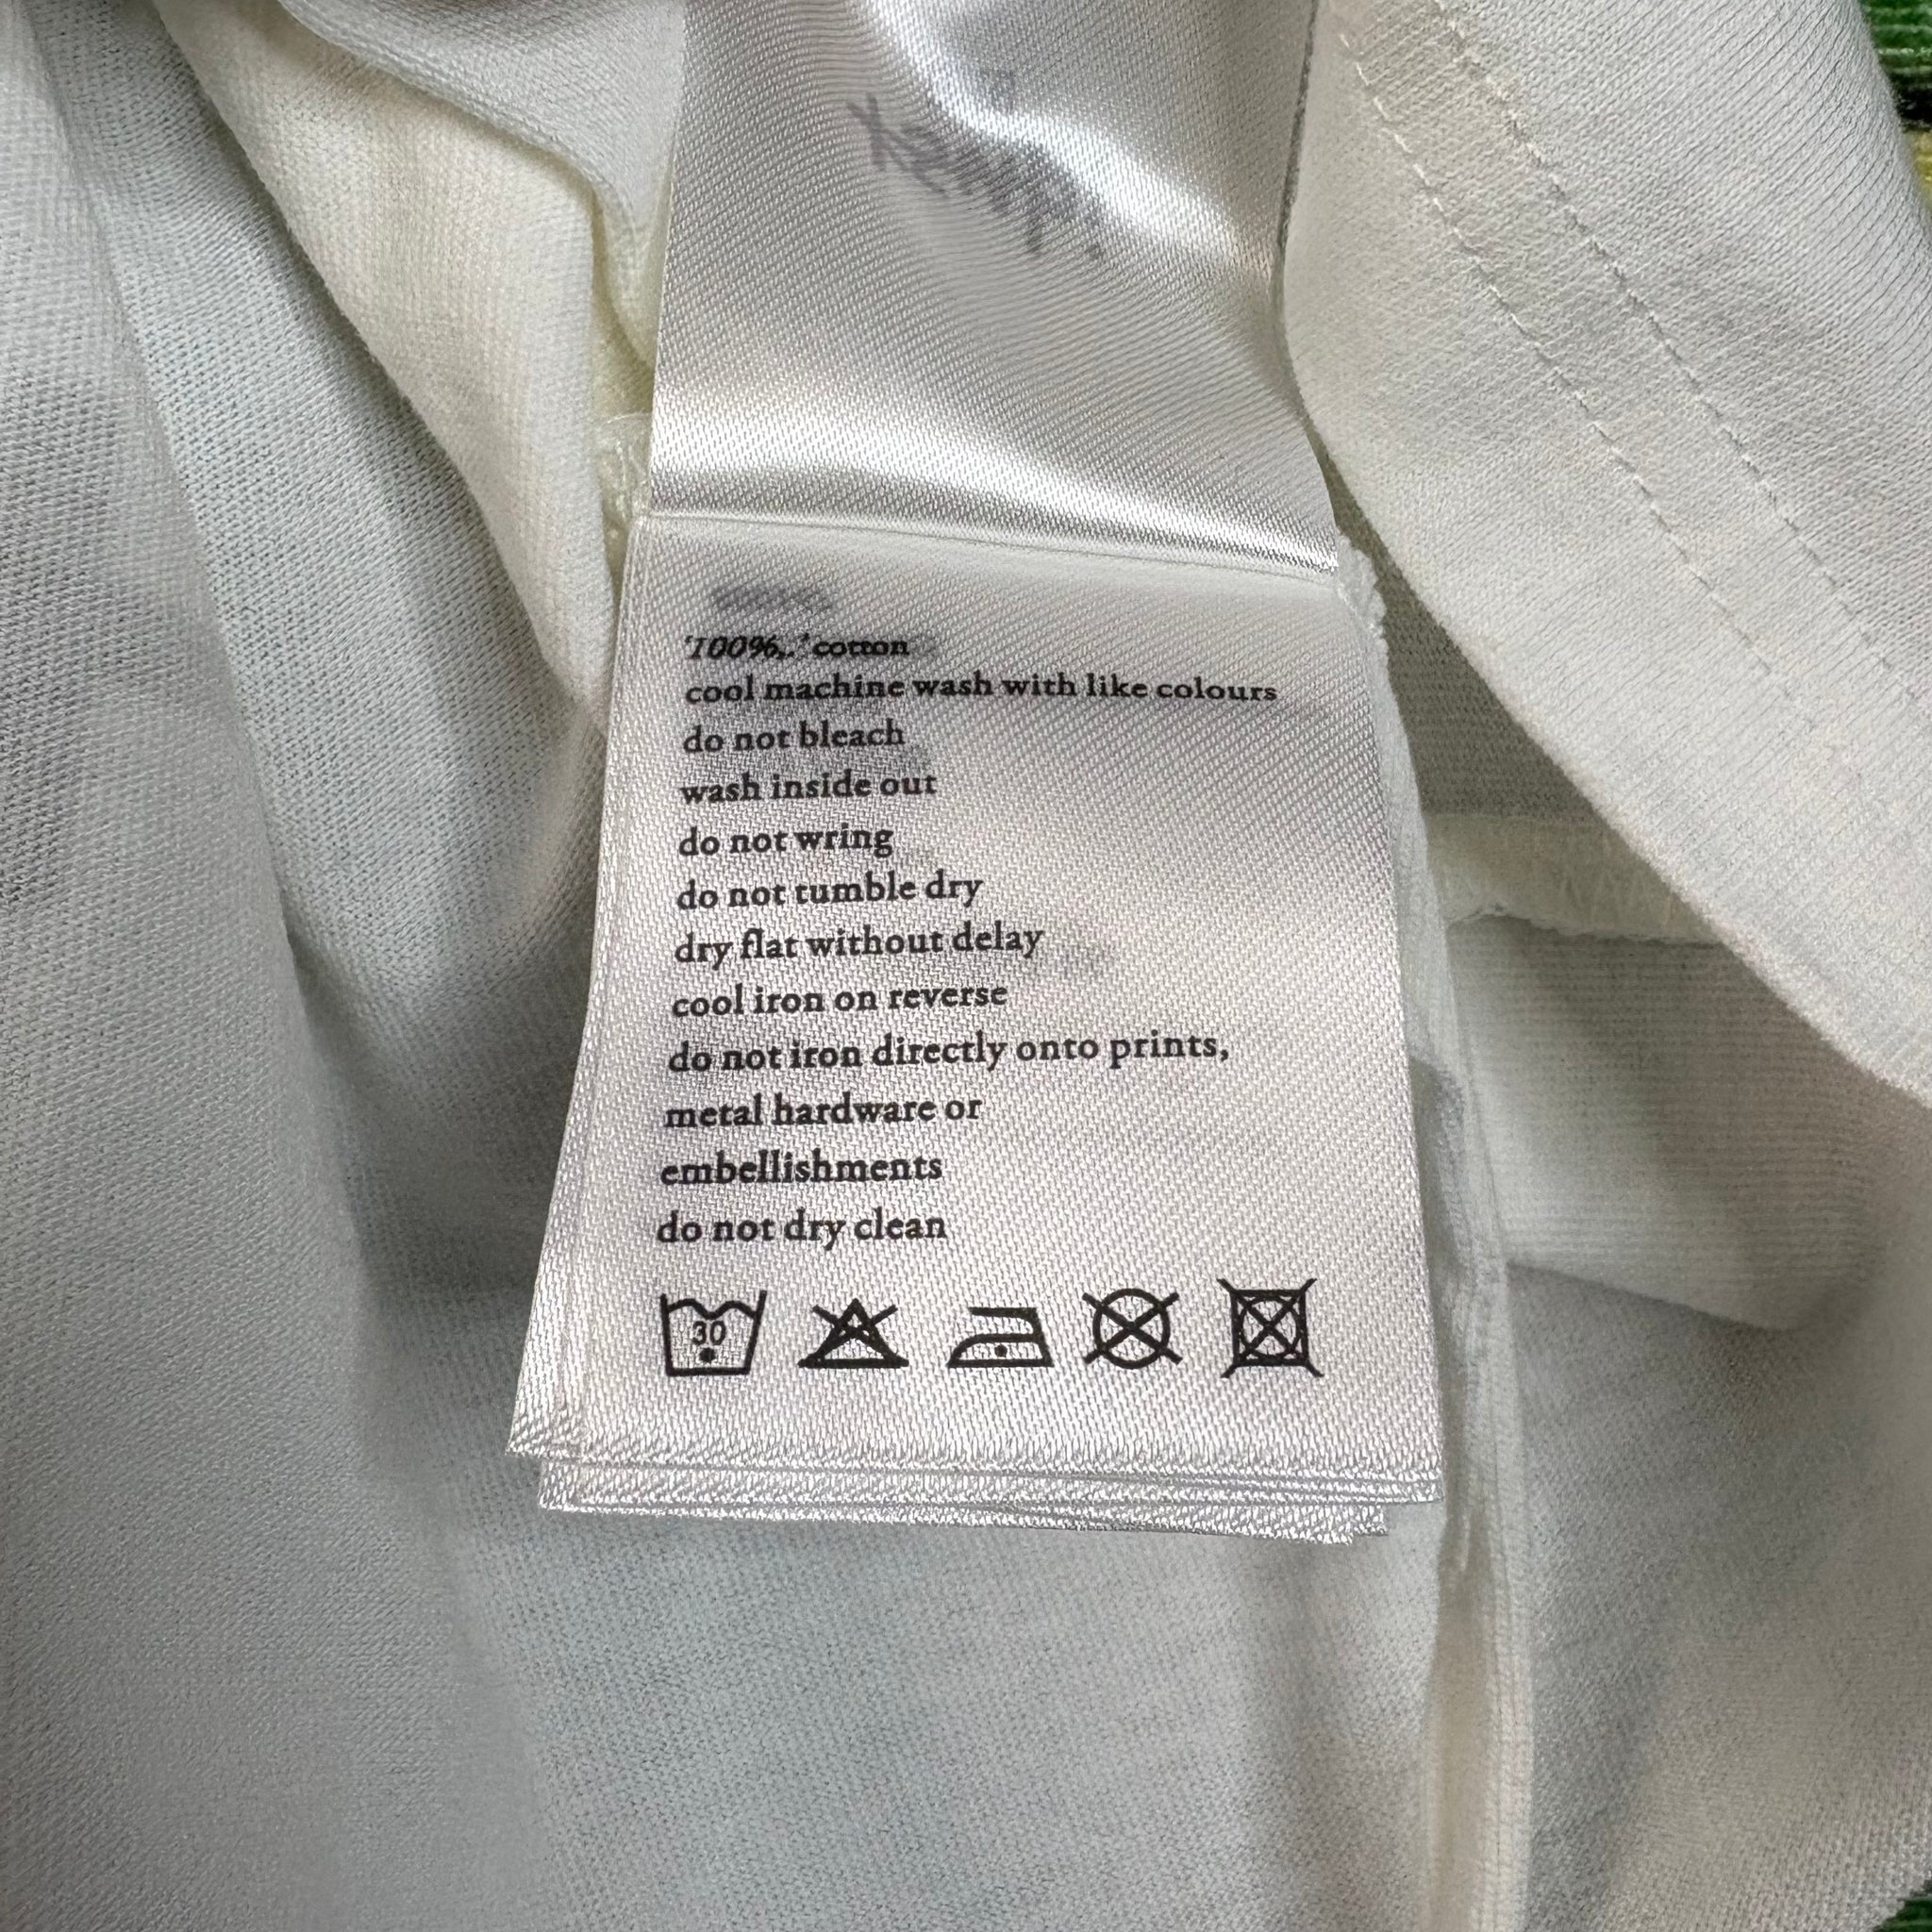 '100%,.' cotton
cool machine wash with like colours
do not bleach
wash inside out
do not wring
do not tumble dry
dry flat without delay
cool iron on reverse
do not iron directly onto prints,
metal hardware or
embellishments
do not dry clean
30